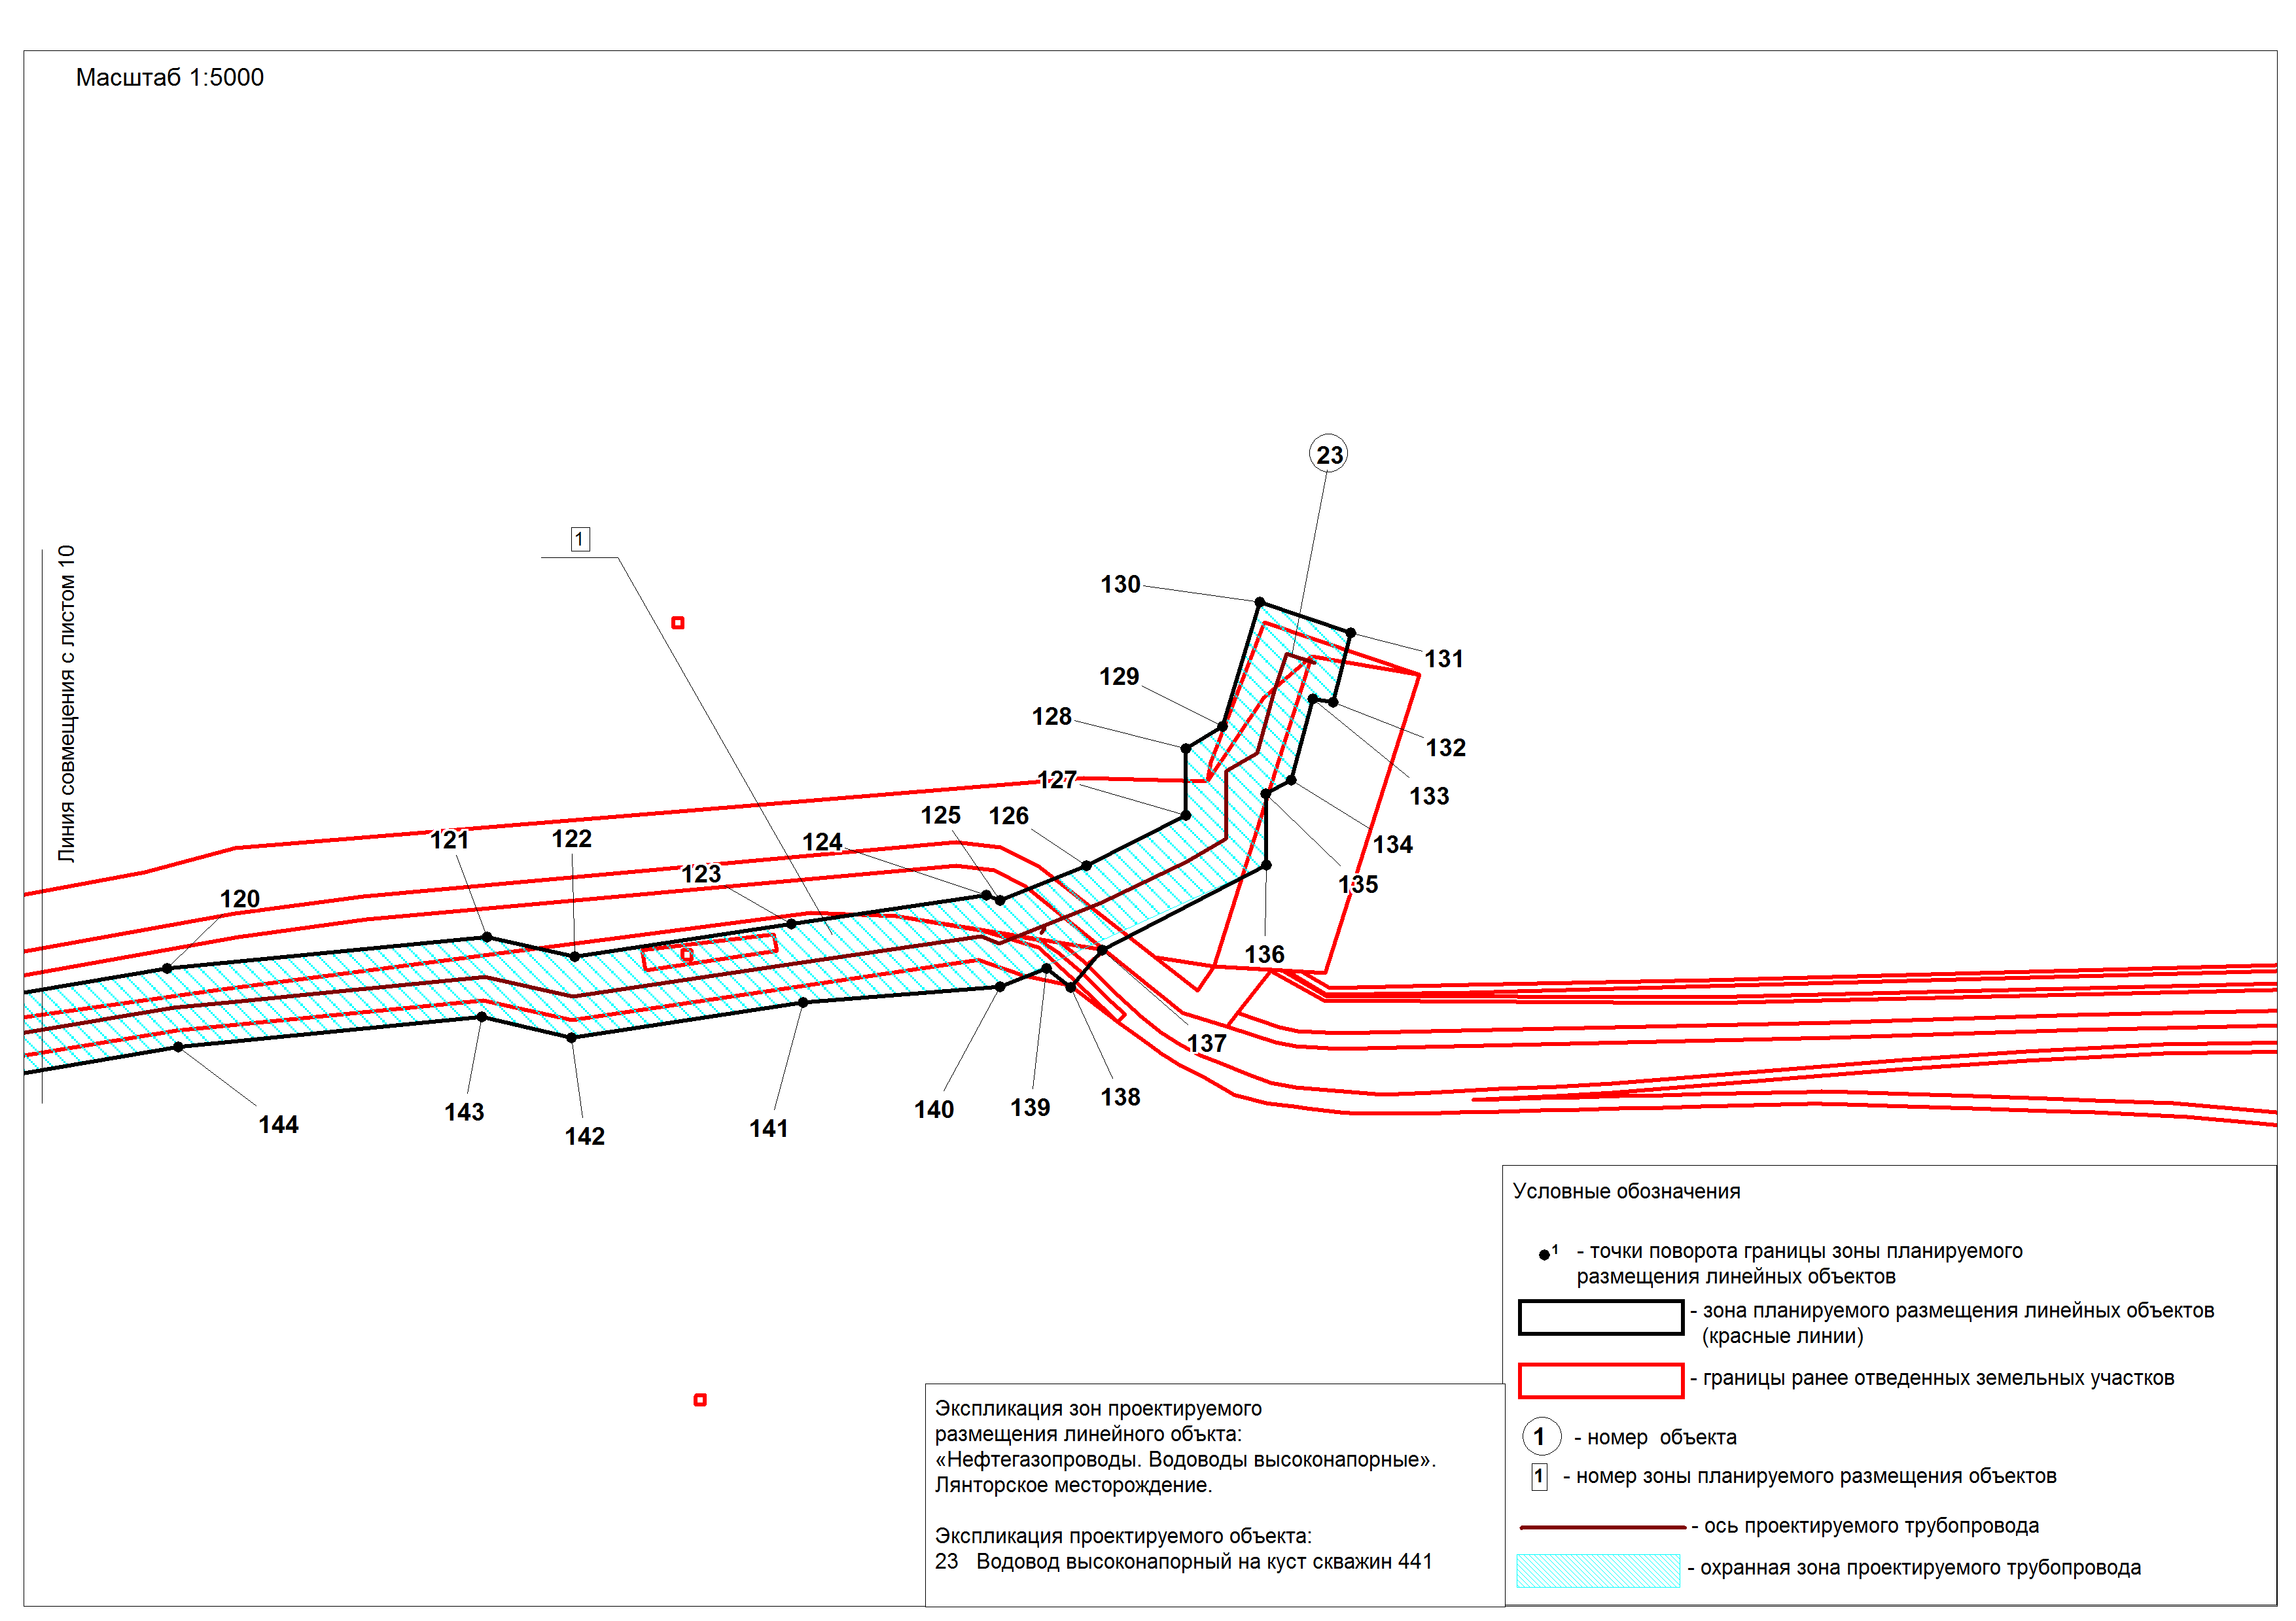 Масштаб 1:5000
23
1
Линия совмещения с листом 10
130
131
129
128
132
127
133
125
126
121
122
124
134
123
135
120
136
137
144
143
142
141
140
139
138
Условные обозначения
1 - точки поворота границы зоны планируемого
размещения линейных объектов
- зона планируемого размещения линейных объектов
(красные линии)
- границы ранее отведенных земельных участков
1 - номер объекта
1 - номер зоны планируемого размещения объектов
- ось проектируемого трубопровода
- охранная зона проектируемого трубопровода
Экспликация зон проектируемого
размещения линейного объкта:
«Нефтегазопроводы. Водоводы высоконапорные».
Лянторское месторождение.
Экспликация проектируемого объекта:
23 Водовод высоконапорный на куст скважин 441